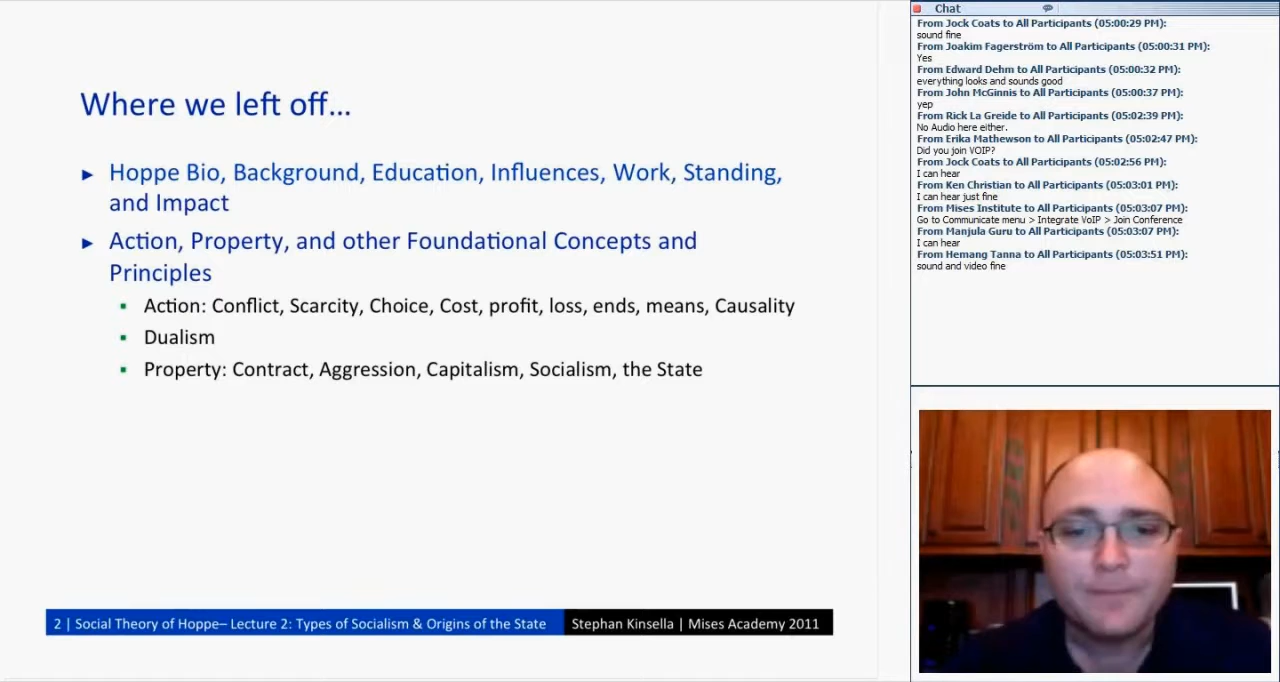 Where we left off...
► Hoppe Bio, Background, Education, Influences, Work, Standing,
and Impact
► Action, Property, and other Foundational Concepts and
Principles
▪ Action: Conflict, Scarcity, Choice, Cost, profit, loss, ends, means, Causality
▪ Dualism
▪ Property: Contract, Aggression, Capitalism, Socialism, the State
2 | Social Theory of Hoppe– Lecture 2: Types of Socialism & Origins of the State
Stephan Kinsella | Mises Academy 2011
Chat
From Jock Coats to All Participants (05:00:29 PM):
sound fine
From Joakim Fagerström to All Participants (05:00:31 PM):
Yes
From Edward Dehm to All Participants (05:00:32 PM):
everything looks and sounds good
From John McGinnis to All Participants (05:00:37 PM):
yep
From Rick La Greide to All Participants (05:02:39 PM):
No Audio here either.
From Erika Mathewson to All Participants (05:02:47 PM):
Did you join VOIP?
From Jock Coats to All Participants (05:02:56 PM):
I can hear
From Ken Christian to All Participants (05:03:01 PM):
I can hear just fine
From Mises Institute to All Participants (05:03:07 PM):
Go to Communicate menu > Integrate VoIP > Join Conference
From Manjula Guru to All Participants (05:03:07 PM):
I can hear
From Hemang Tanna to All Participants (05:03:51 PM):
sound and video fine